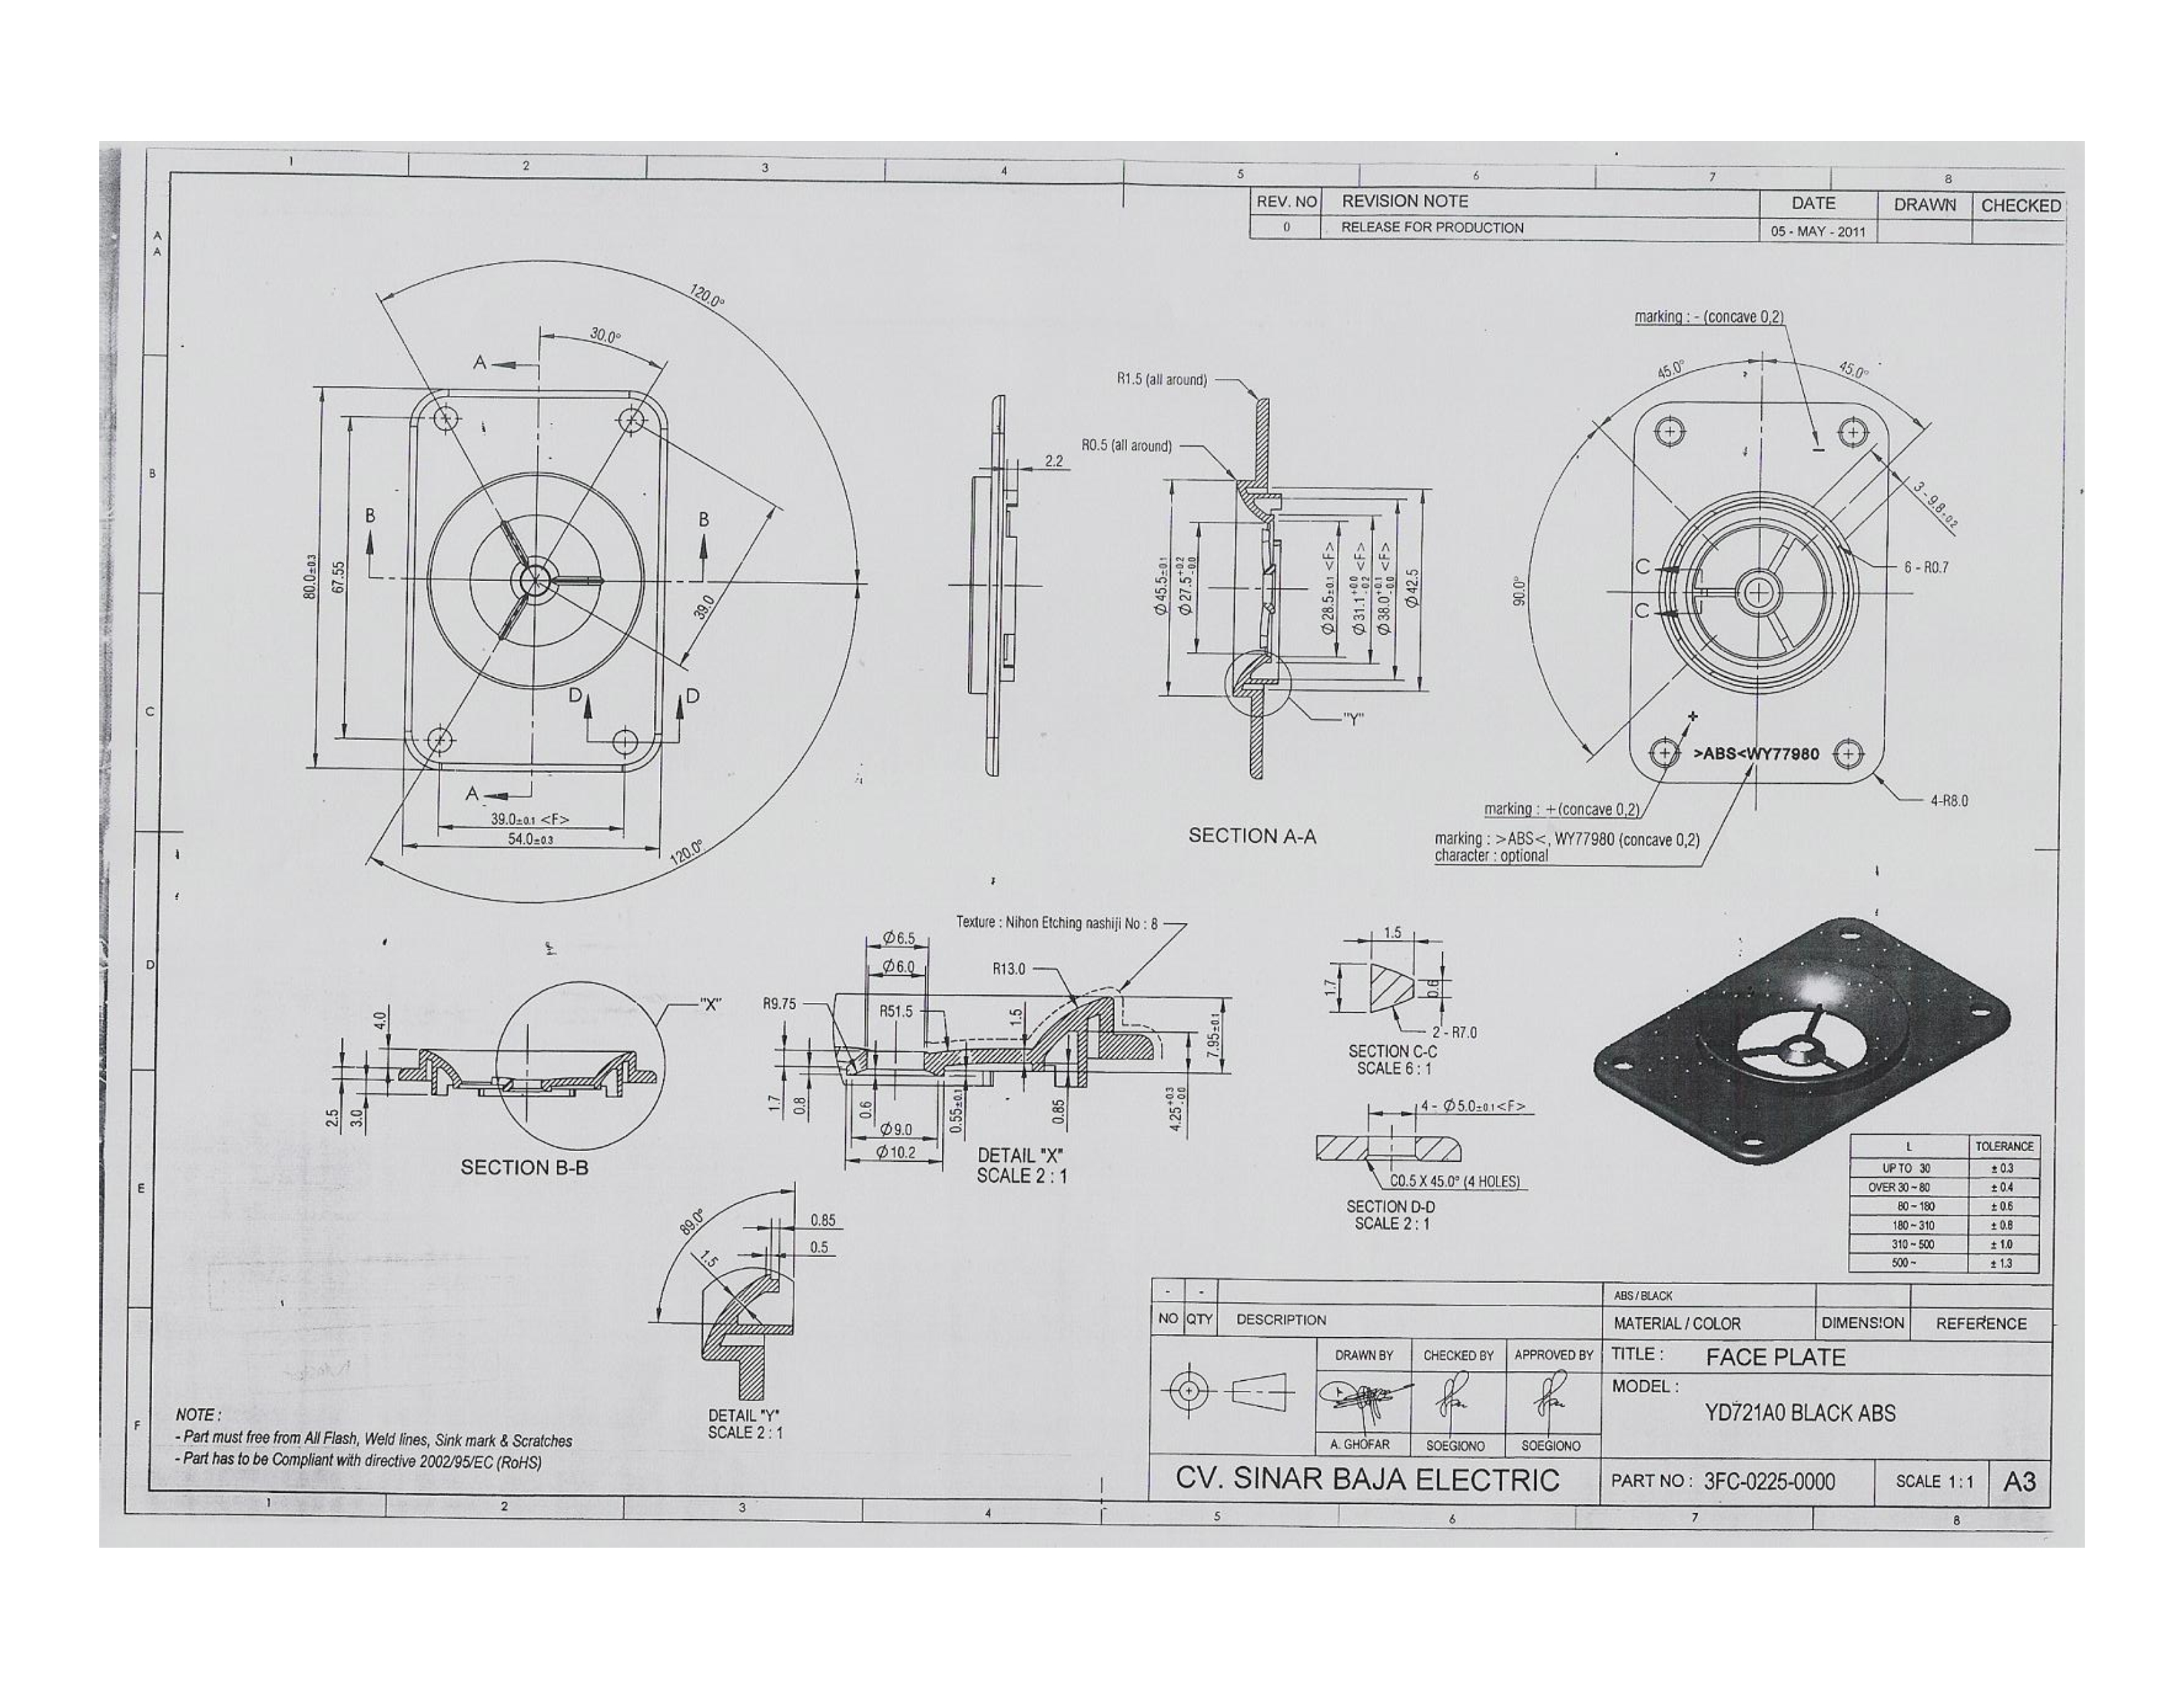 1 2 3 4 5 6 7 8
A
A
B
C
D
E
F
REV. NO REVISION NOTE DATE DRAWN CHECKED
0 RELEASE FOR PRODUCTION 05 - MAY - 2011
120.0°
30.0°
A
B B
80.0±0.3
67.55
39.0
D D
A
39.0±0.1 <F>
54.0±0.3
120.0°
2.2
R1.5 (all around)
R0.5 (all around)
Ø45.5±0.1
Ø27.5+0.2 -0.0
Ø28.5±0.1 <F>
Ø31.1+0.0 -0.2 <F>
Ø38.0+0.1 -0.0 <F>
Ø42.5
"Y"
SECTION A-A
marking : - (concave 0,2)
45.0° 45.0°
3 - 9.8±0.2
6 - R0.7
90.0°
C
C
>ABS<WY77980
4-R8.0
marking : +(concave 0,2)
marking : >ABS<, WY77980 (concave 0,2)
character : optional
"X"
4.0
2.5
3.0
SECTION B-B
Texture : Nihon Etching nashiji No : 8
Ø6.5
Ø6.0
R13.0
R9.75
R51.5
1.5
7.95±0.1
1.7
0.8
0.6
0.55±0.1
0.85
4.25+0.3 -0.0
Ø9.0
Ø10.2
DETAIL "X"
SCALE 2 : 1
1.5
1.7
0.6
2 - R7.0
SECTION C-C
SCALE 6 : 1
4 - Ø5.0±0.1<F>
C0.5 X 45.0° (4 HOLES)
SECTION D-D
SCALE 2 : 1
89.0°
0.85
0.5
1.5
DETAIL "Y"
SCALE 2 : 1
L TOLERANCE
UP TO 30 ± 0.3
OVER 30 ~ 80 ± 0.4
80 ~ 180 ± 0.6
180 ~ 310 ± 0.8
310 ~ 500 ± 1.0
500 ~ ± 1.3
NOTE :
- Part must free from All Flash, Weld lines, Sink mark & Scratches
- Part has to be Compliant with directive 2002/95/EC (RoHS)
- - ABS / BLACK
NO QTY DESCRIPTION MATERIAL / COLOR DIMENSION REFERENCE
DRAWN BY CHECKED BY APPROVED BY
TITLE : FACE PLATE
MODEL :
YD721A0 BLACK ABS
A. GHOFAR SOEGIONO SOEGIONO
CV. SINAR BAJA ELECTRIC PART NO : 3FC-0225-0000 SCALE 1 : 1 A3
1 2 3 4 5 6 7 8